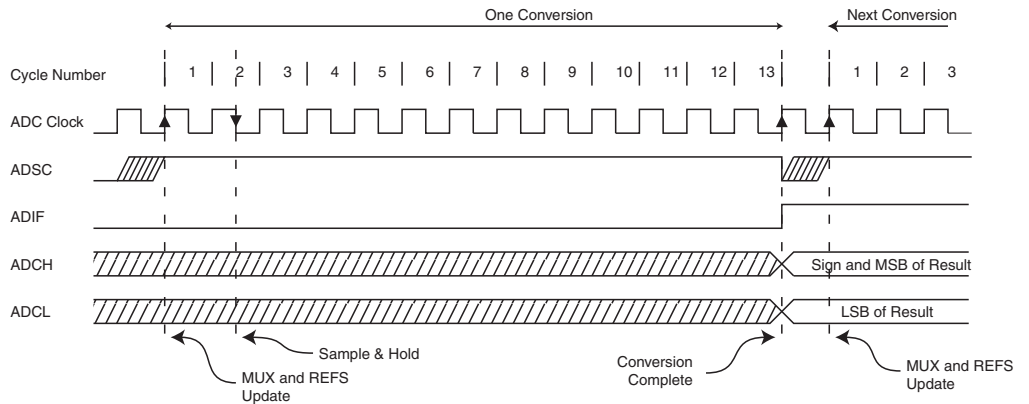 One Conversion
Next Conversion
Cycle Number
1 2 3 4 5 6 7 8 9 10 11 12 13 1 2 3
ADC Clock
ADSC
ADIF
ADCH
Sign and MSB of Result
ADCL
LSB of Result
Sample & Hold
MUX and REFS
Update
Conversion
Complete
MUX and REFS
Update